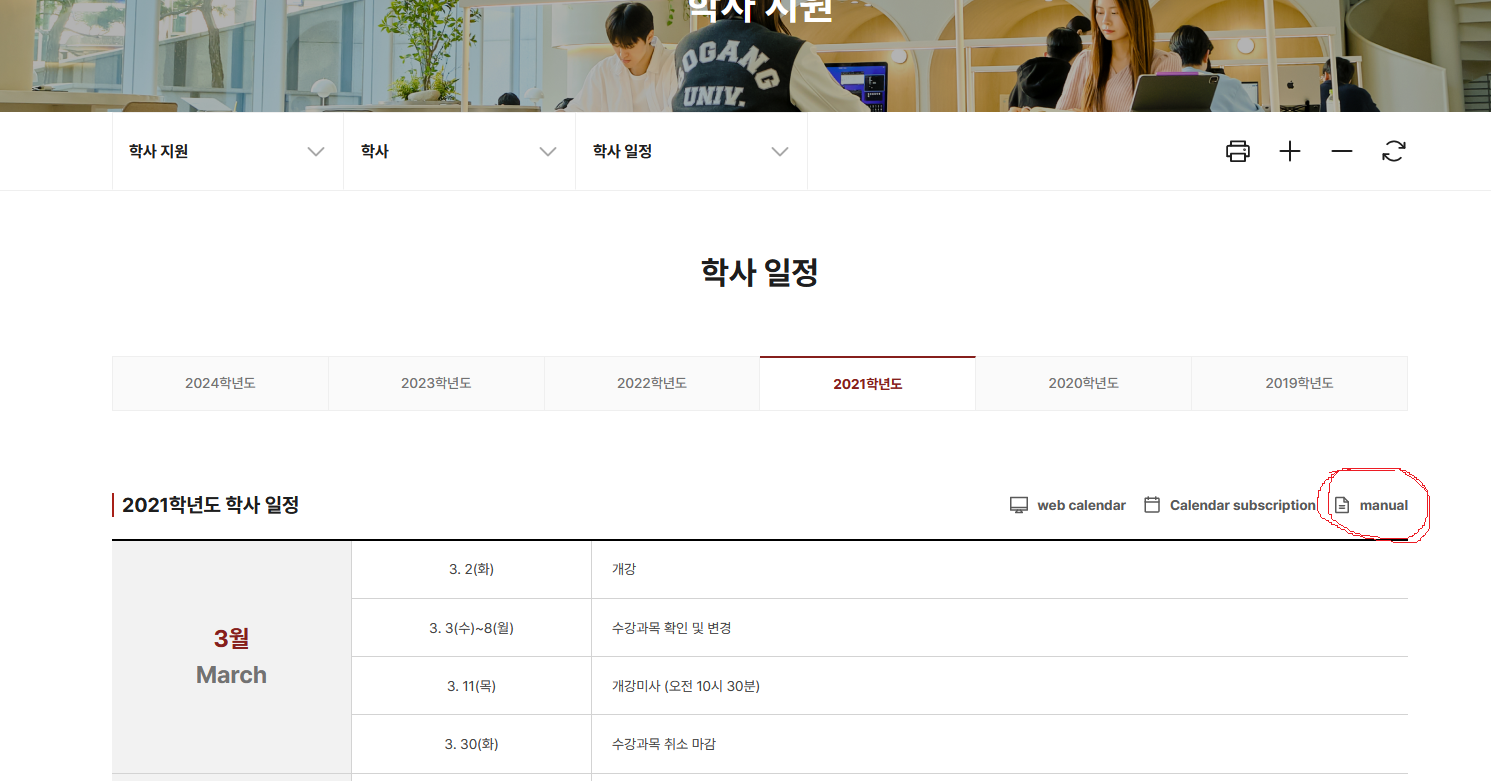 학사 지원
OGANG
UNIV.
학사 지원 학사 학사 일정
학사 일정
2024학년도 2023학년도 2022학년도 2021학년도 2020학년도 2019학년도
2021학년도 학사 일정 web calendar Calendar subscription manual
3월
March
3. 2(화) 개강
3. 3(수)~8(월) 수강과목 확인 및 변경
3. 11(목) 개강미사 (오전 10시 30분)
3. 30(화) 수강과목 취소 마감